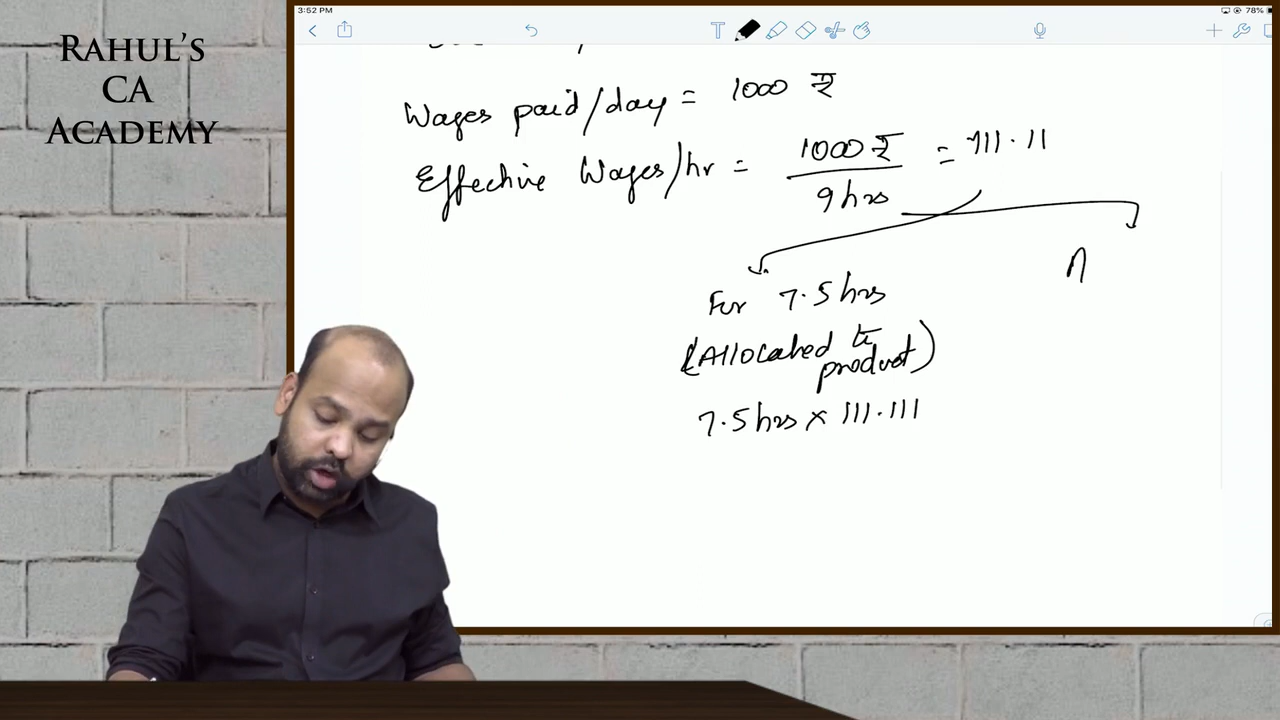 RAHUL'S
CA
ACADEMY
3:52 PM
78%
T
Wages paid/day = 1000 ₹
Effective Wages/hr = 1000 ₹ / 9 hrs = 111.11
For 7.5 hrs
(Allocated to
product)
7.5 hrs × 111.111